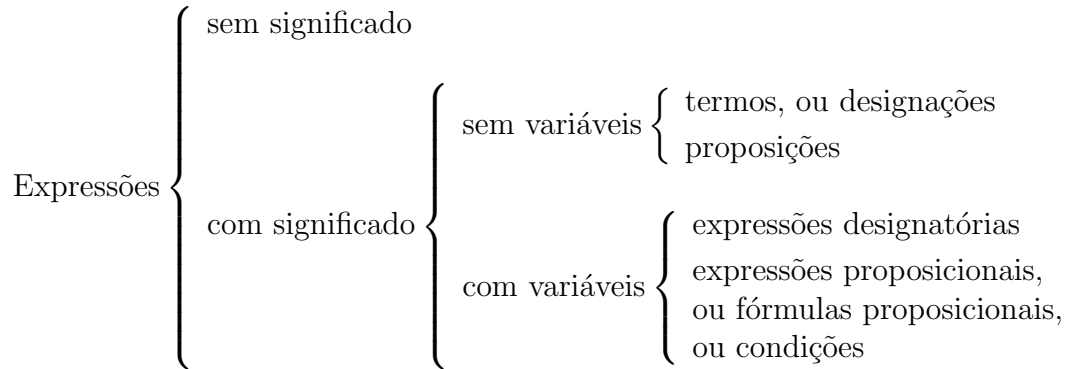 Expressões
sem significado
com significado
sem variáveis
termos, ou designações
proposições
com variáveis
expressões designatórias
expressões proposicionais,
ou fórmulas proposicionais,
ou condições